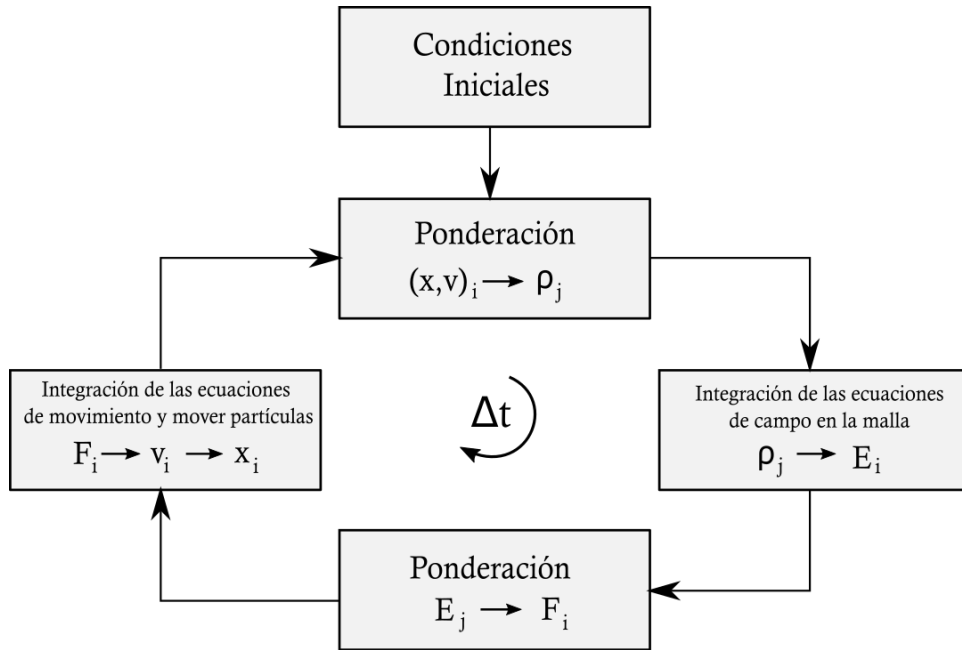 Condiciones
Iniciales
Ponderación
(x,v)i → ρj
Integración de las ecuaciones
de movimiento y mover partículas
Fi → vi → xi
Δt
Integración de las ecuaciones
de campo en la malla
ρj → Ei
Ponderación
Ej → Fi